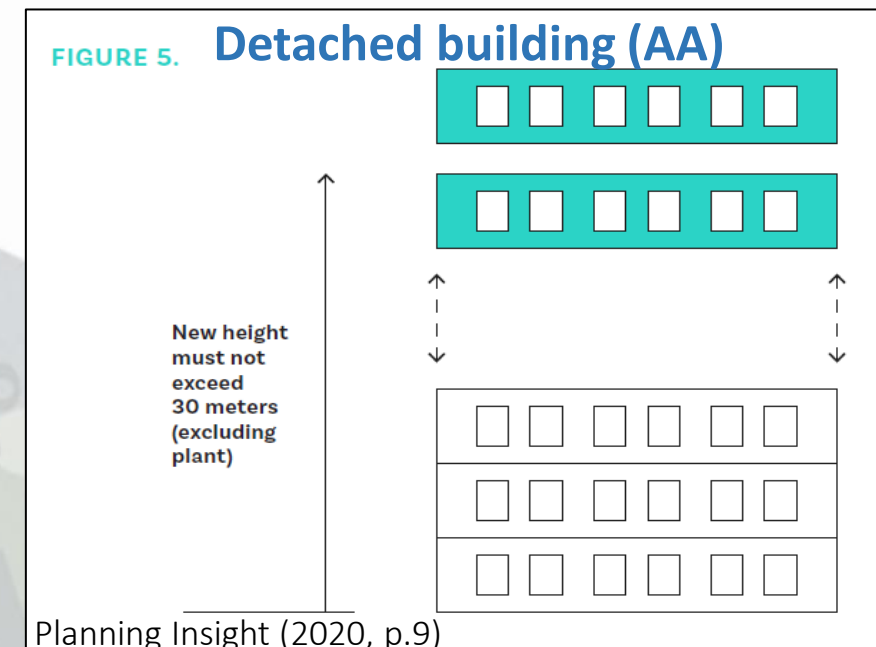 FIGURE 5. Detached building (AA)
New height
must not
exceed
30 meters
(excluding
plant)
Planning Insight (2020, p.9)